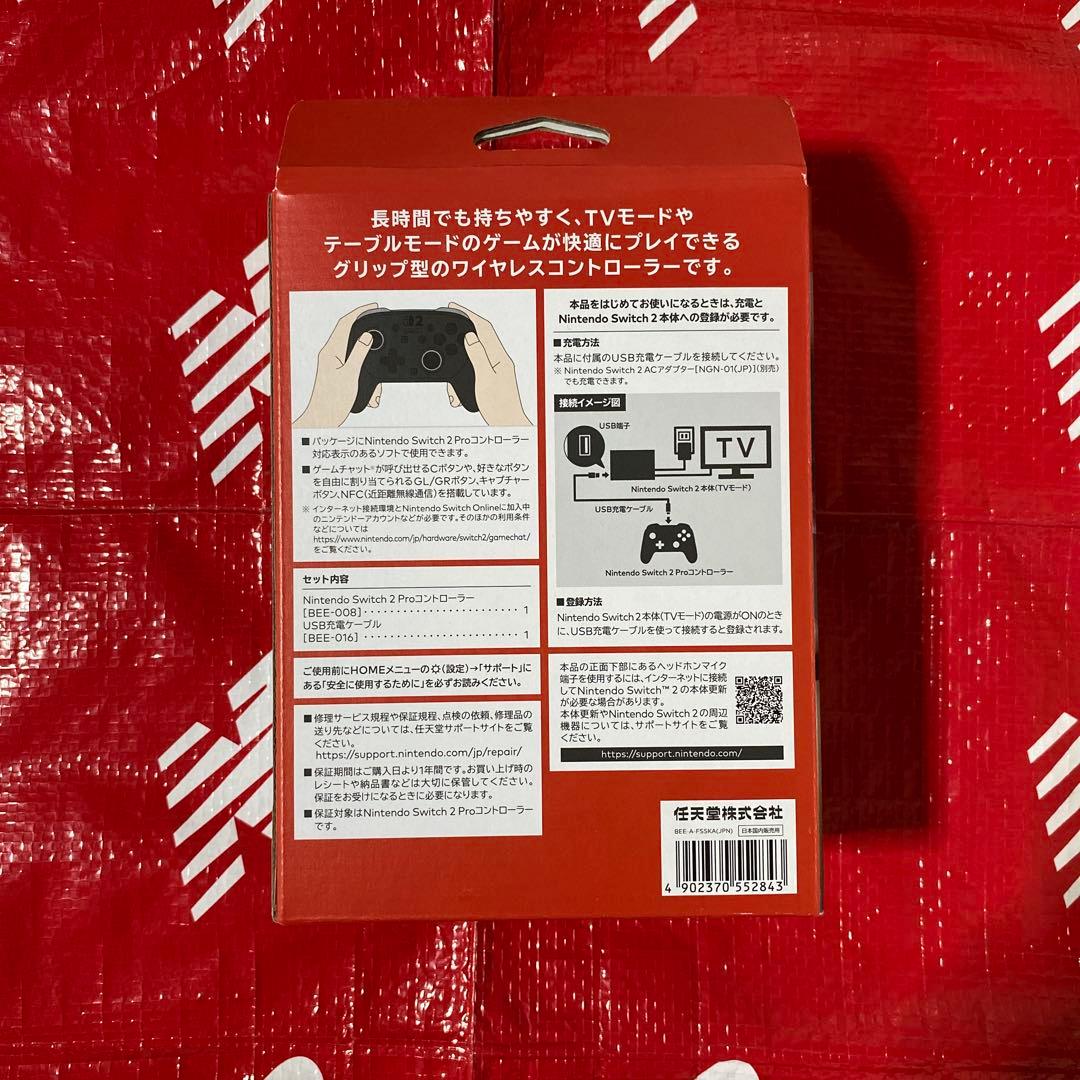 長時間でも持ちやすく、TVモードや
テーブルモードのゲームが快適にプレイできる
グリップ型のワイヤレスコントローラーです。
2
■パッケージにNintendo Switch 2 Proコントローラー
対応表示のあるソフトで使用できます。
■ゲームチャット※が呼び出せるCボタンや、好きなボタン
を自由に割り当てられるGL/GRボタン、キャプチャー
ボタン、NFC(近距離無線通信)を搭載しています。
※ インターネット接続環境とNintendo Switch Onlineに加入中
のニンテンドーアカウントなどが必要です。そのほかの利用条件
などについては
https://www.nintendo.com/jp/hardware/switch2/gamechat/
をご覧ください。
セット内容
Nintendo Switch 2 Proコントローラー
[BEE-008]・・・・・・・・・・・・・・・・・・・・・・・1
USB充電ケーブル
[BEE-016]・・・・・・・・・・・・・・・・・・・・・・・1
ご使用前にHOMEメニューの(設定)→「サポート」に
ある「安全に使用するために」を必ずお読みください。
■修理サービス規程や保証規程、点検の依頼、修理品の
送り先などについては、任天堂サポートサイトをご覧
ください。
https://support.nintendo.com/jp/repair/
■保証期間はご購入日より1年間です。お買い上げ時の
レシートや納品書などは大切に保管してください。
保証をお受けになるときに必要になります。
■保証対象はNintendo Switch 2 Proコントローラー
です。
本品をはじめてお使いになるときは、充電と
Nintendo Switch 2 本体への登録が必要です。
■充電方法
本品に付属のUSB充電ケーブルを接続してください。
※ Nintendo Switch 2 ACアダプター[NGN-01(JP)](別売)
でも充電できます。
接続イメージ図
USB端子
TV
Nintendo Switch 2 本体(TVモード)
USB充電ケーブル
Nintendo Switch 2 Proコントローラー
■登録方法
Nintendo Switch 2 本体(TVモード)の電源がONのとき
に、USB充電ケーブルを使って接続すると登録されます。
本品の正面下部にあるヘッドホンマイク
端子を使用するには、インターネットに接続
してNintendo Switch™ 2 の本体更新
が必要な場合があります。
本体更新やNintendo Switch 2 の周辺
機器については、サポートサイトをご覧
ください。
https://support.nintendo.com/
任天堂株式会社
BEE-A-FSSKA(JPN) 日本国内販売用
4 902370 552843